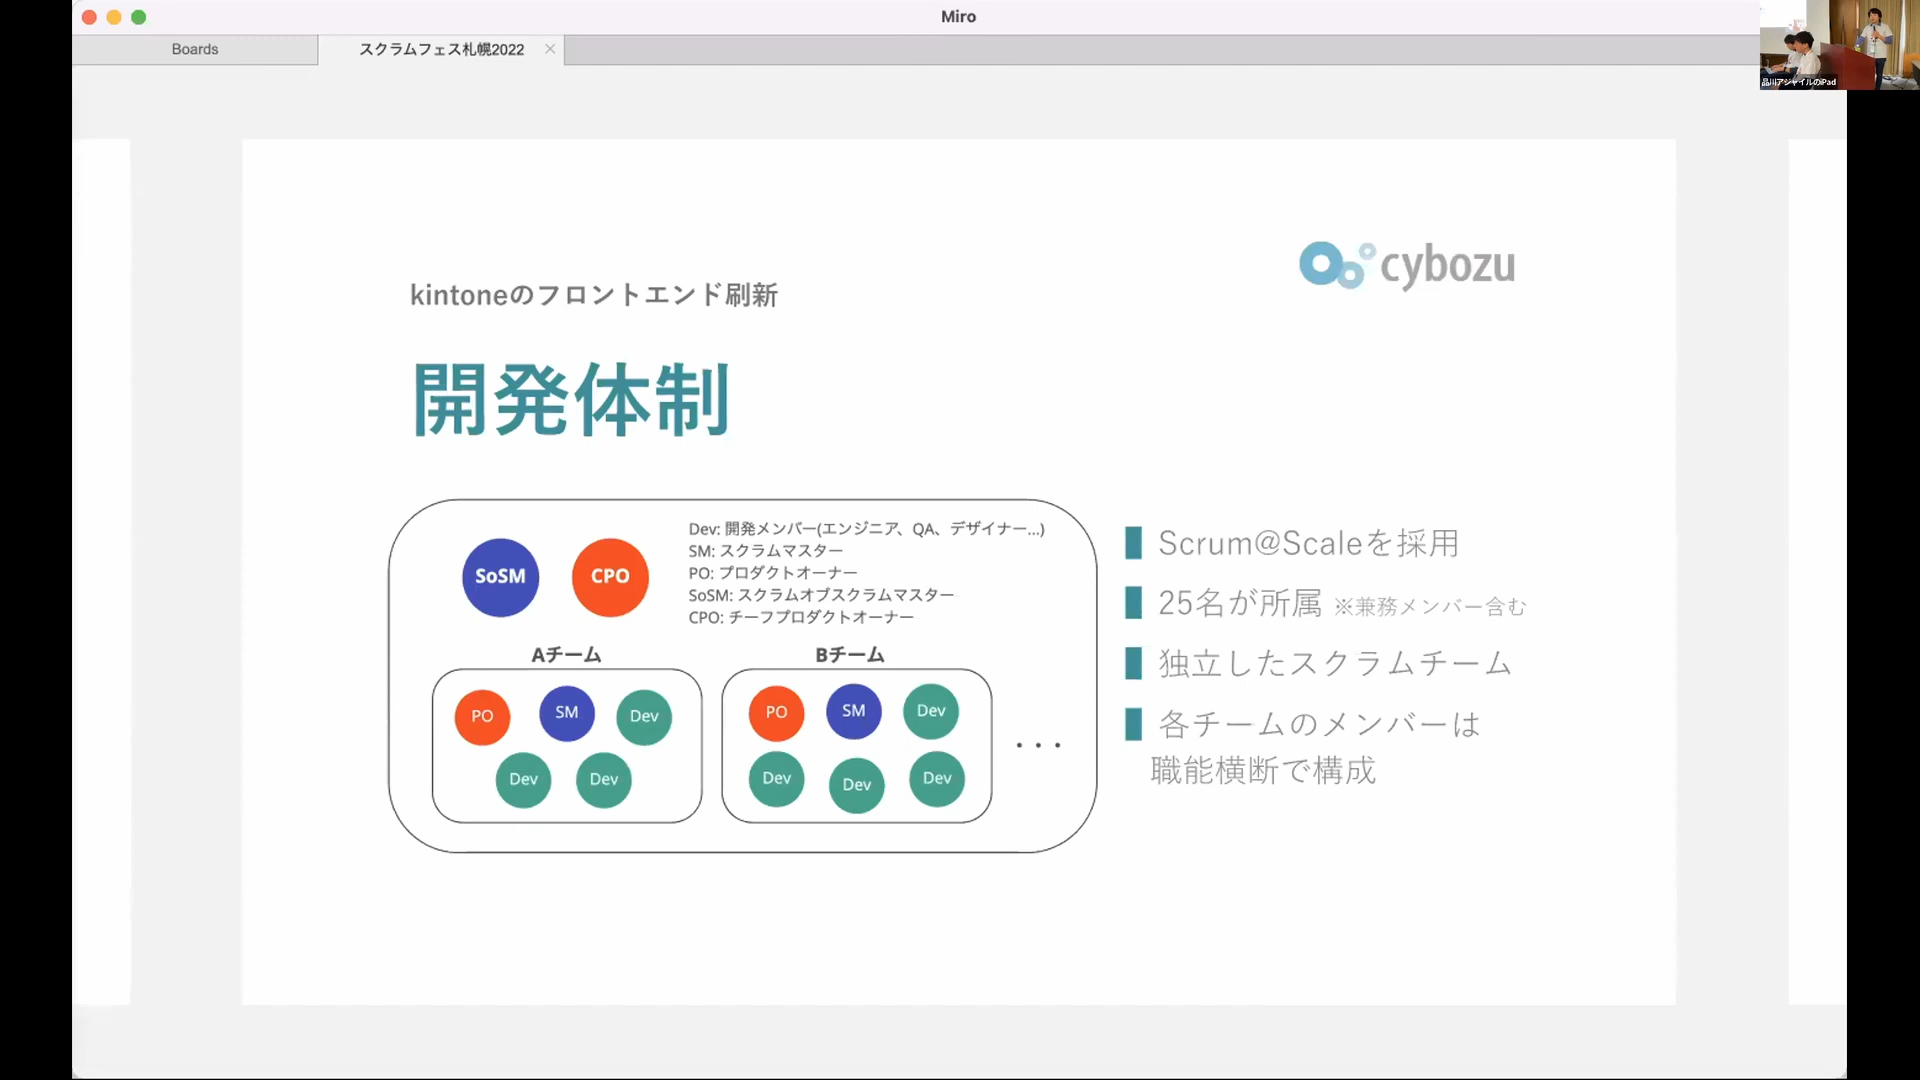 Miro
Boards
スクラムフェス札幌2022
品川アジャイルのiPad
cybozu
kintoneのフロントエンド刷新
開発体制
SoSM
CPO
Dev: 開発メンバー(エンジニア、QA、デザイナー...)
SM: スクラムマスター
PO: プロダクトオーナー
SoSM: スクラムオブスクラムマスター
CPO: チーフプロダクトオーナー
Aチーム
PO
SM
Dev
Dev
Dev
Bチーム
PO
SM
Dev
Dev
Dev
Dev
・・・
Scrum@Scaleを採用
25名が所属 ※兼務メンバー含む
独立したスクラムチーム
各チームのメンバーは
職能横断で構成